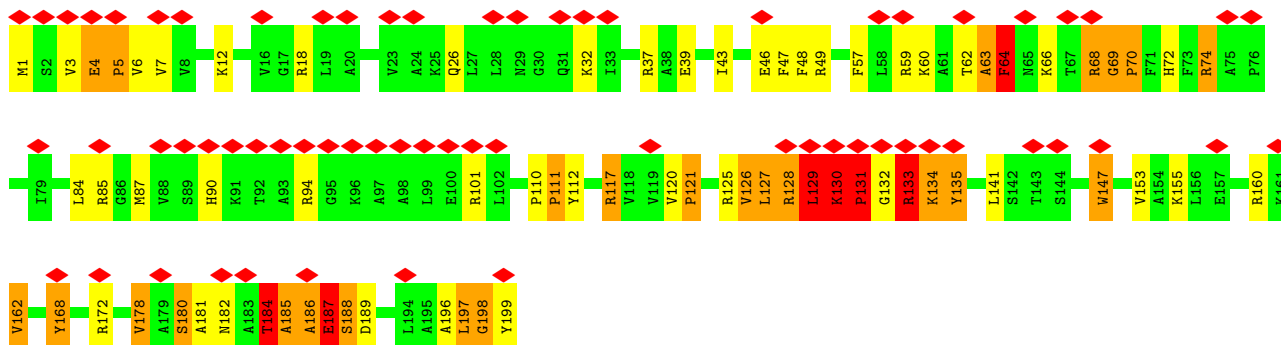 M1 S2 V3 E4 P5 V6 V7 V8 K12 V16 G17 R18 L19 A20 V23 A24 K25 Q26 L27 L28 N29 G30 Q31 K32 I33 R37 A38 E39 I43 E46 F47 F48 R49 F57 L58 R59 K60 A61 T62 A63 F64 N65 K66 T67 R68 G69 P70 F71 H72 F73 R74 A75 P76
I79 L84 R85 G86 M87 V88 S89 H90 K91 T92 A93 R94 G95 K96 A97 A98 L99 E100 R101 L102 P110 P111 Y112 R117 V118 V119 V120 P121 R125 V126 L127 R128 L129 K130 P131 G132 R133 K134 Y135 L141 S142 T143 S144 W147 V153 A154 K155 L156 E157 R160 K161
V162 Y168 R172 V178 A179 S180 A181 N182 A183 T184 A185 A186 E187 S188 D189 L194 A195 A196 L197 G198 Y199